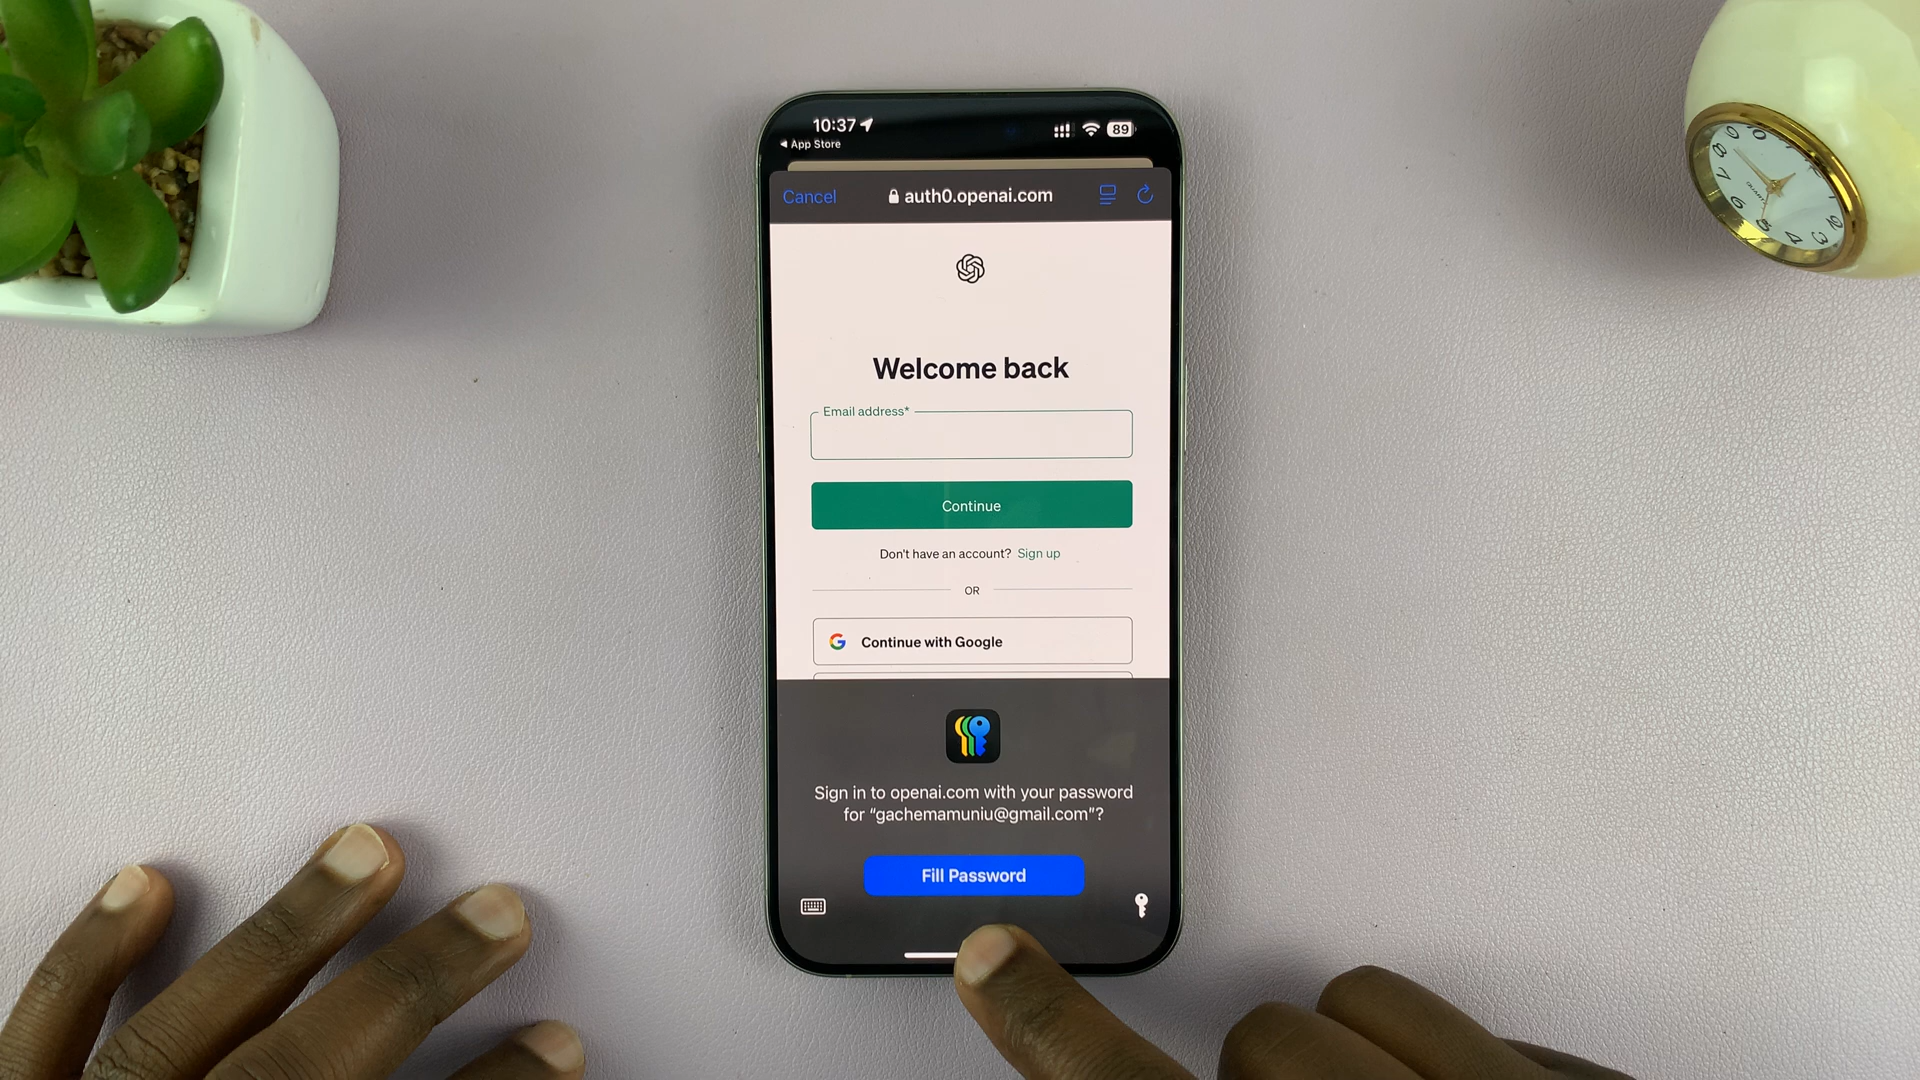 10:37
89
App Store
Cancel
auth0.openai.com
Welcome back
Email address*
Continue
Don't have an account? Sign up
OR
Continue with Google
Sign in to openai.com with your password
for “gachemamuniu@gmail.com”?
Fill Password